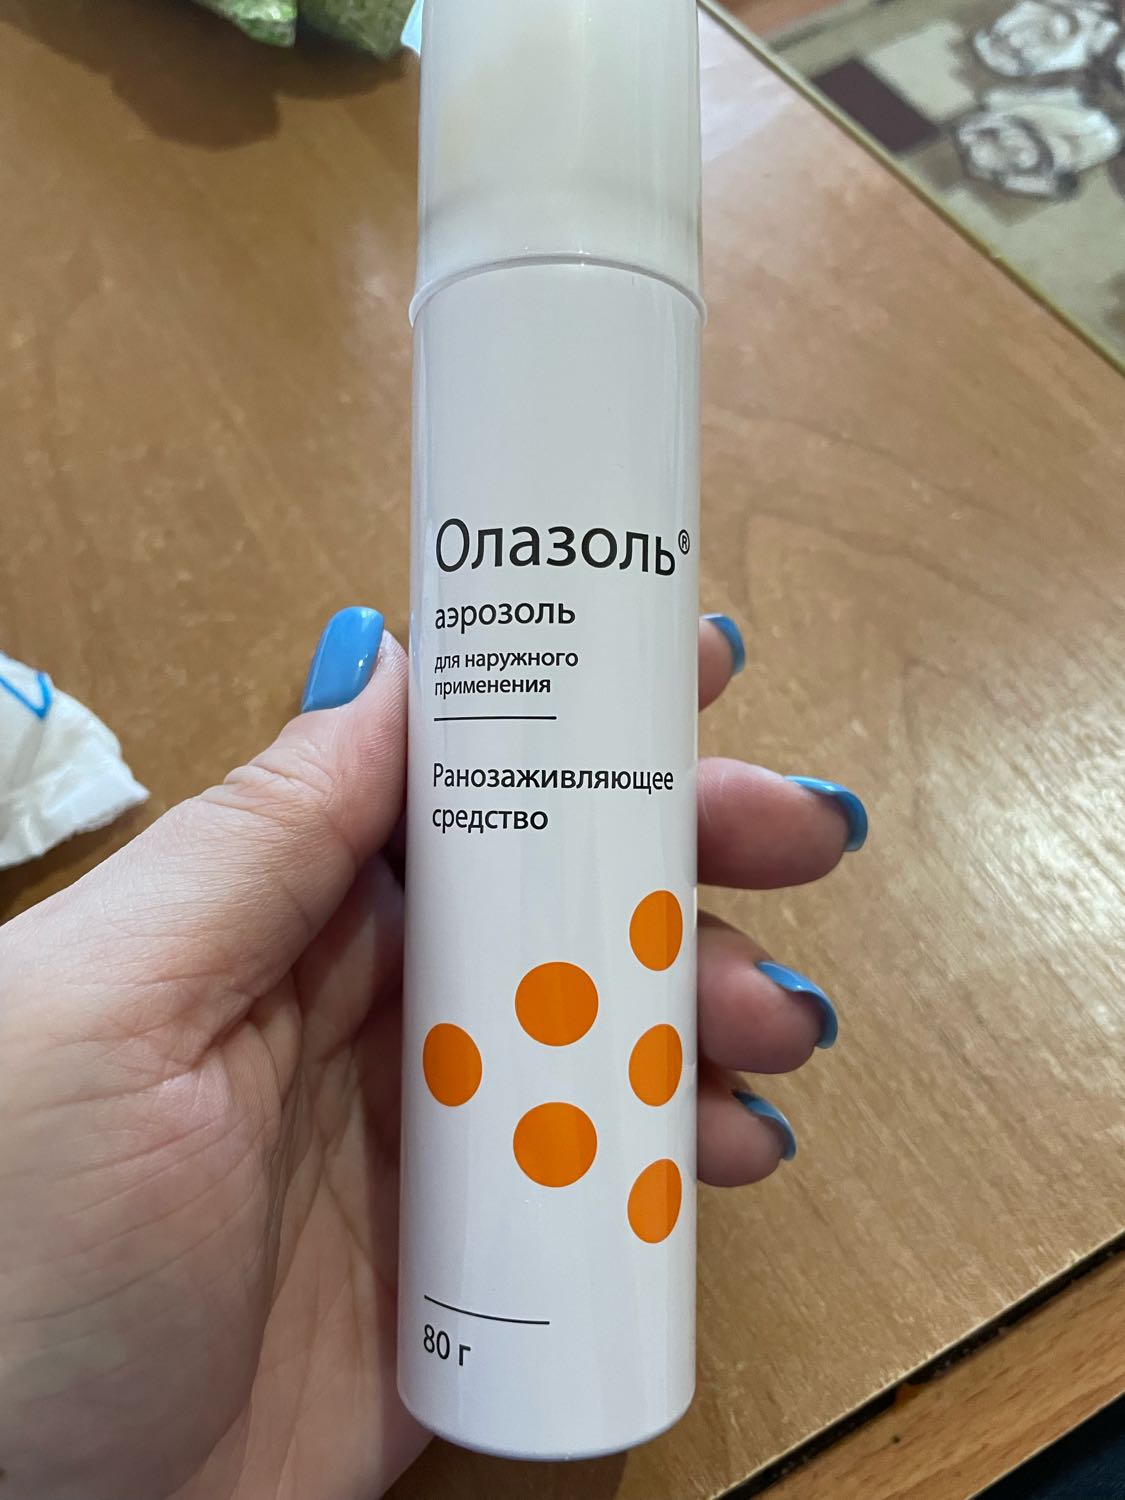 Олазоль®
аэрозоль
для наружного
применения
Ранозаживляющее
средство
80 г